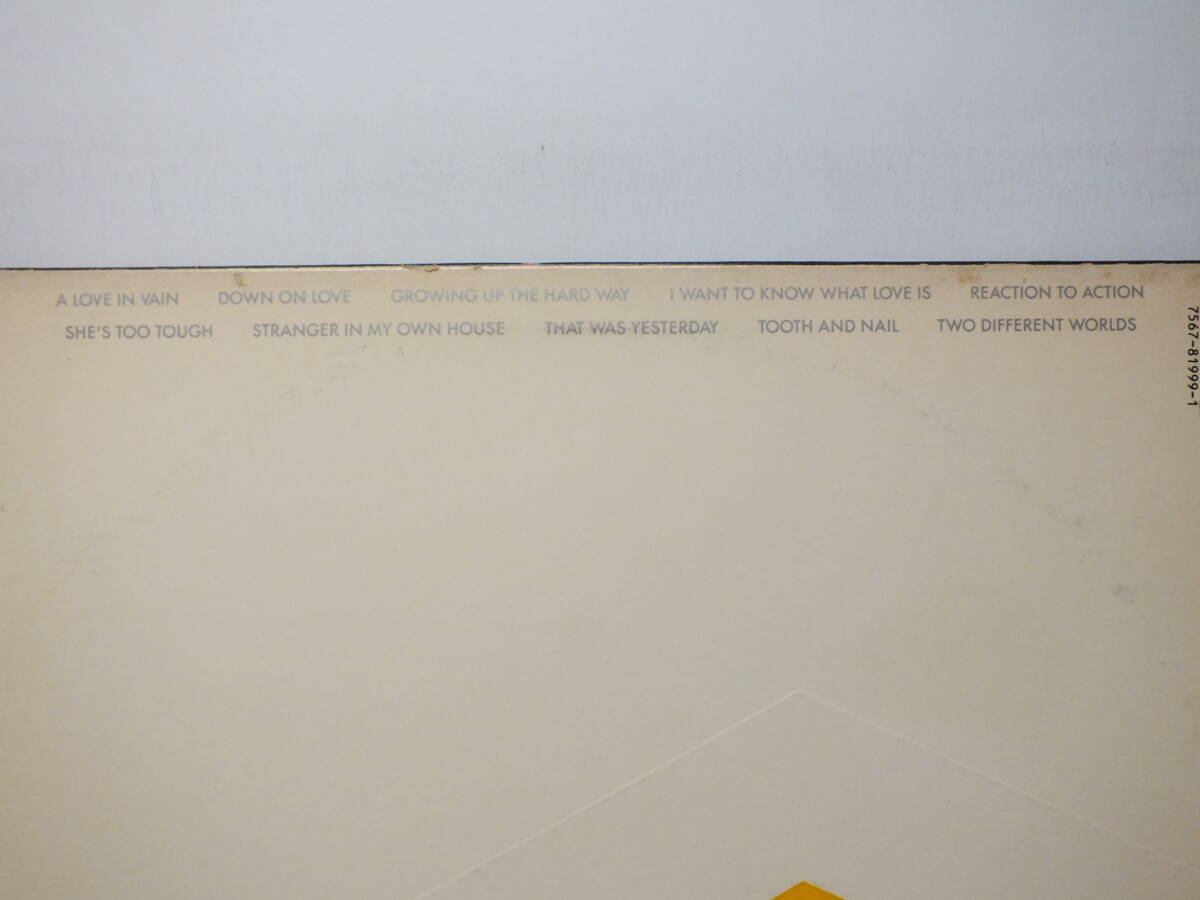 A LOVE IN VAIN DOWN ON LOVE GROWING UP THE HARD WAY I WANT TO KNOW WHAT LOVE IS REACTION TO ACTION
SHE'S TOO TOUGH STRANGER IN MY OWN HOUSE THAT WAS YESTERDAY TOOTH AND NAIL TWO DIFFERENT WORLDS
7567-81999-1